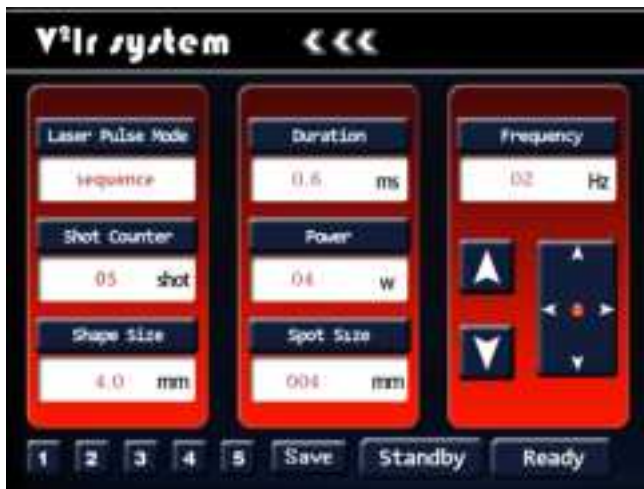 V²Ir system
Laser Pulse Mode
sequence
Shot Counter
05 shot
Shape Size
4.0 mm
Duration
0.6 ms
Power
04 w
Spot Size
004 mm
Frequency
02 Hz
1 2 3 4 5 Save Standby Ready